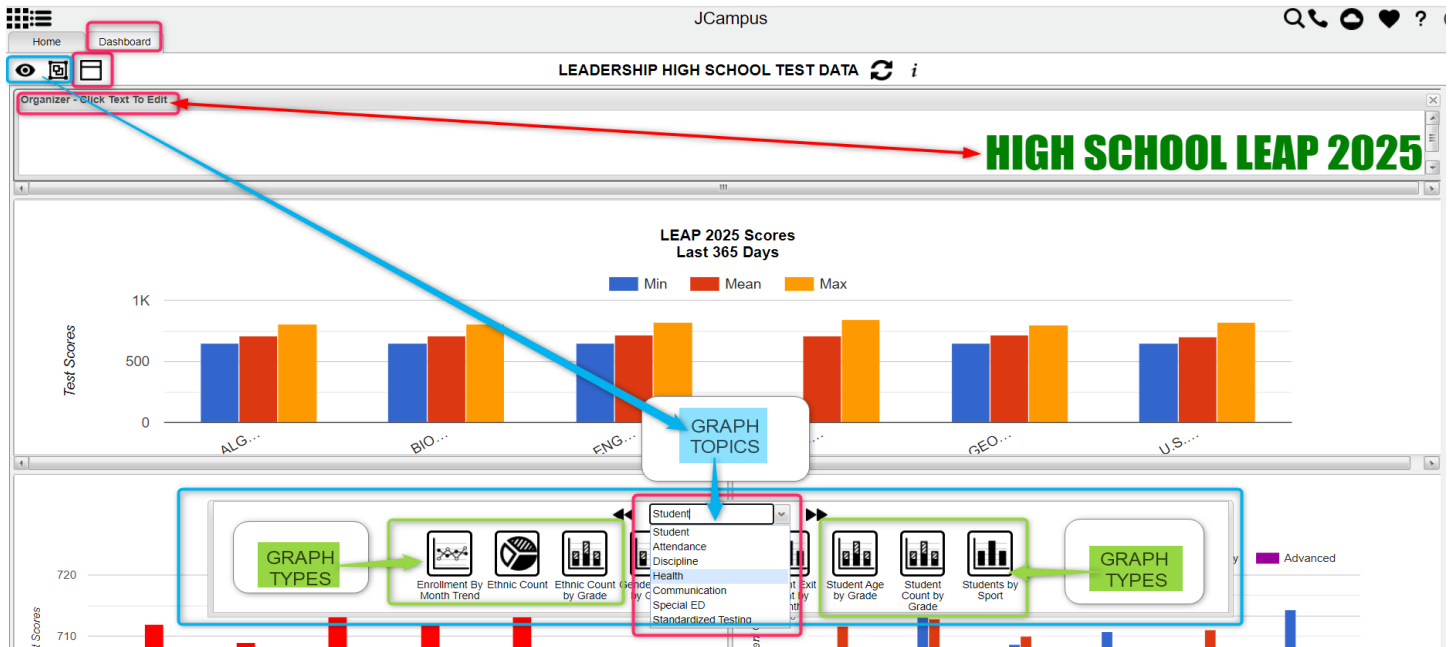 JCampus
?
Home
Dashboard
LEADERSHIP HIGH SCHOOL TEST DATA
i
Organizer - Click Text To Edit
HIGH SCHOOL LEAP 2025
LEAP 2025 Scores
Last 365 Days
Min
Mean
Max
1K
500
0
Test Scores
ALG...
BIO...
ENG...
GEO...
U.S....
GRAPH
TOPICS
Student
Student
Attendance
Discipline
Health
Communication
Special ED
Standardized Testing
GRAPH
TYPES
Enrollment By
Month Trend
Ethnic Count
Ethnic Count
by Grade
Student Age
by Grade
Student
Count by
Grade
Students by
Sport
GRAPH
TYPES
Advanced
720
710
Scores